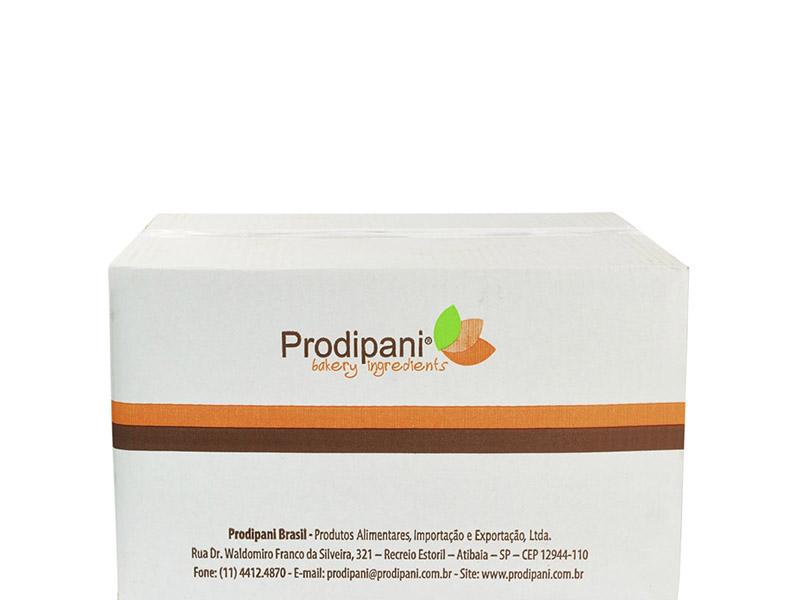 Prodipani®
bakery ingredients
Prodipani Brasil - Produtos Alimentares, Importação e Exportação, Ltda.
Rua Dr. Waldomiro Franco da Silveira, 321 – Recreio Estoril – Atibaia – SP – CEP 12944-110
Fone: (11) 4412.4870 - E-mail: prodipani@prodipani.com.br - Site: www.prodipani.com.br